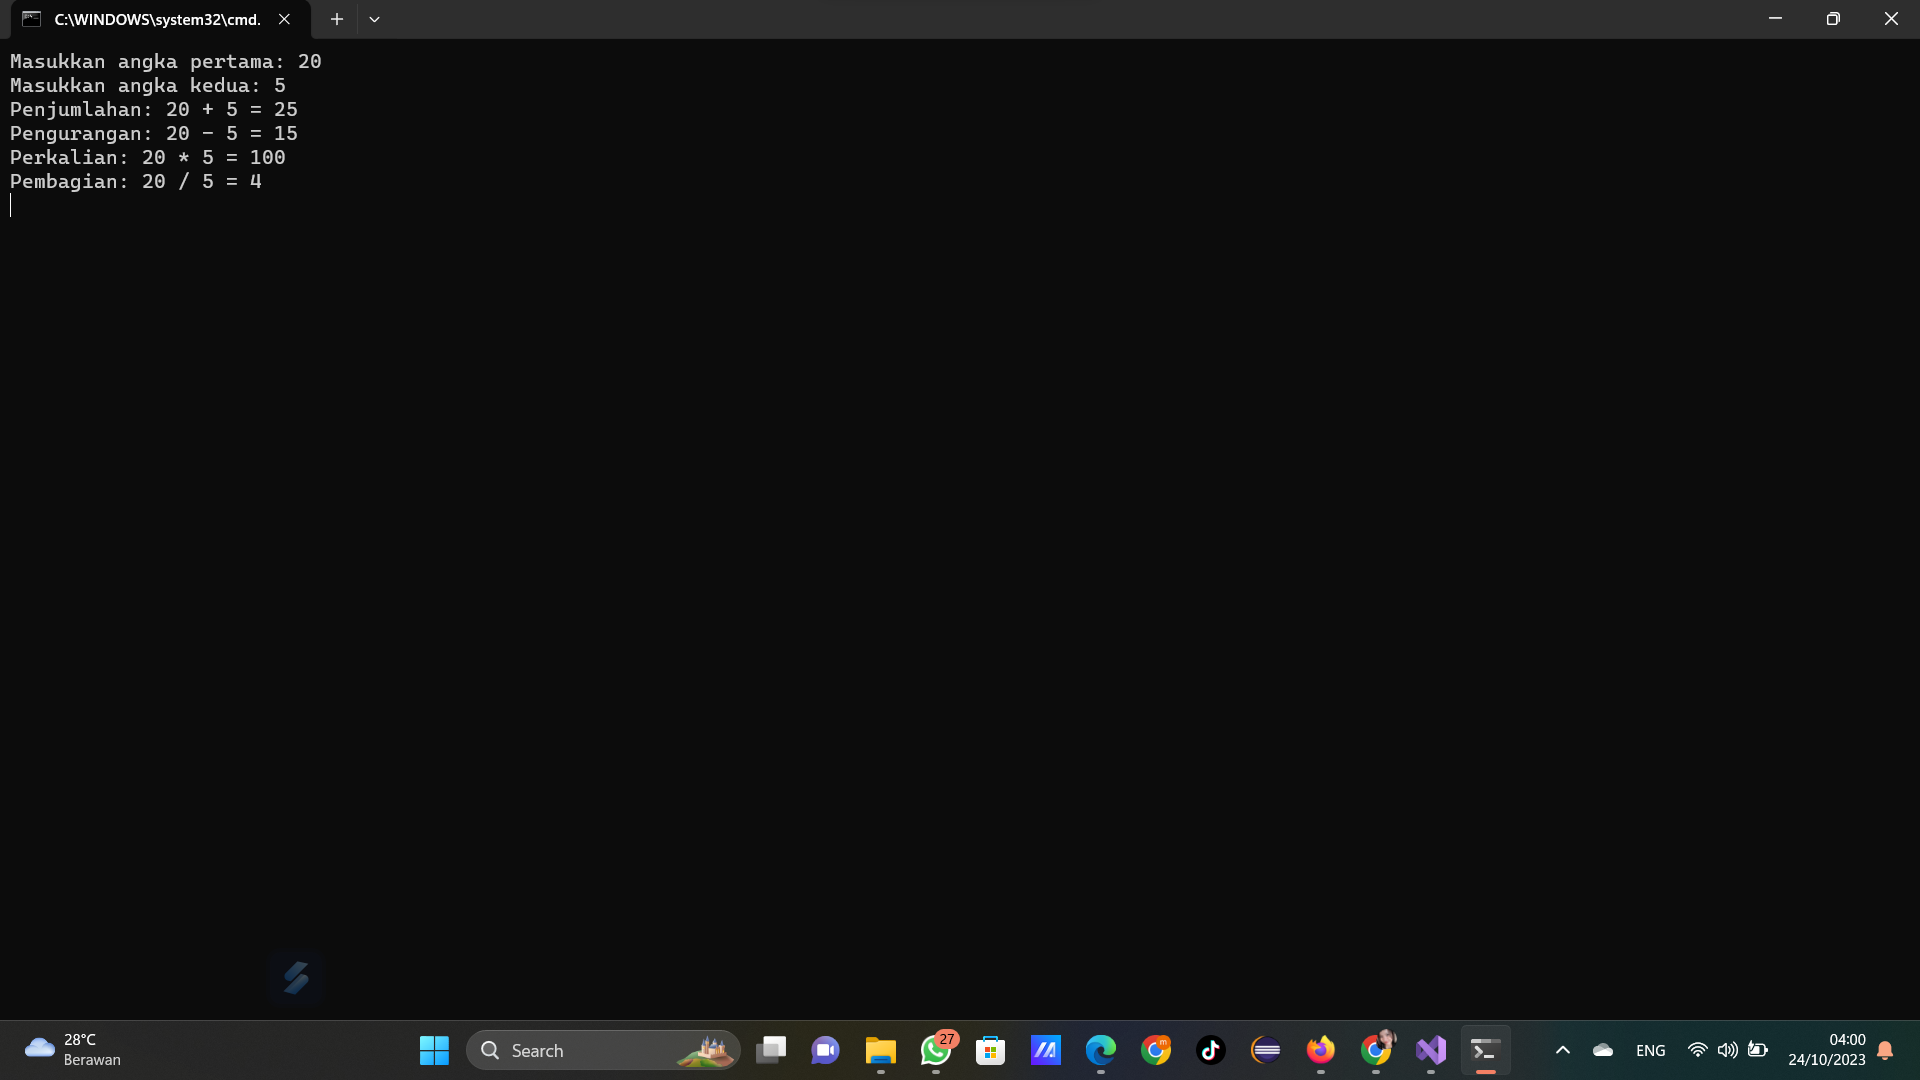 C:\WINDOWS\system32\cmd.
Masukkan angka pertama: 20
Masukkan angka kedua: 5
Penjumlahan: 20 + 5 = 25
Pengurangan: 20 - 5 = 15
Perkalian: 20 * 5 = 100
Pembagian: 20 / 5 = 4
28°C
Berawan
Search
27
m
ENG
04:00
24/10/2023